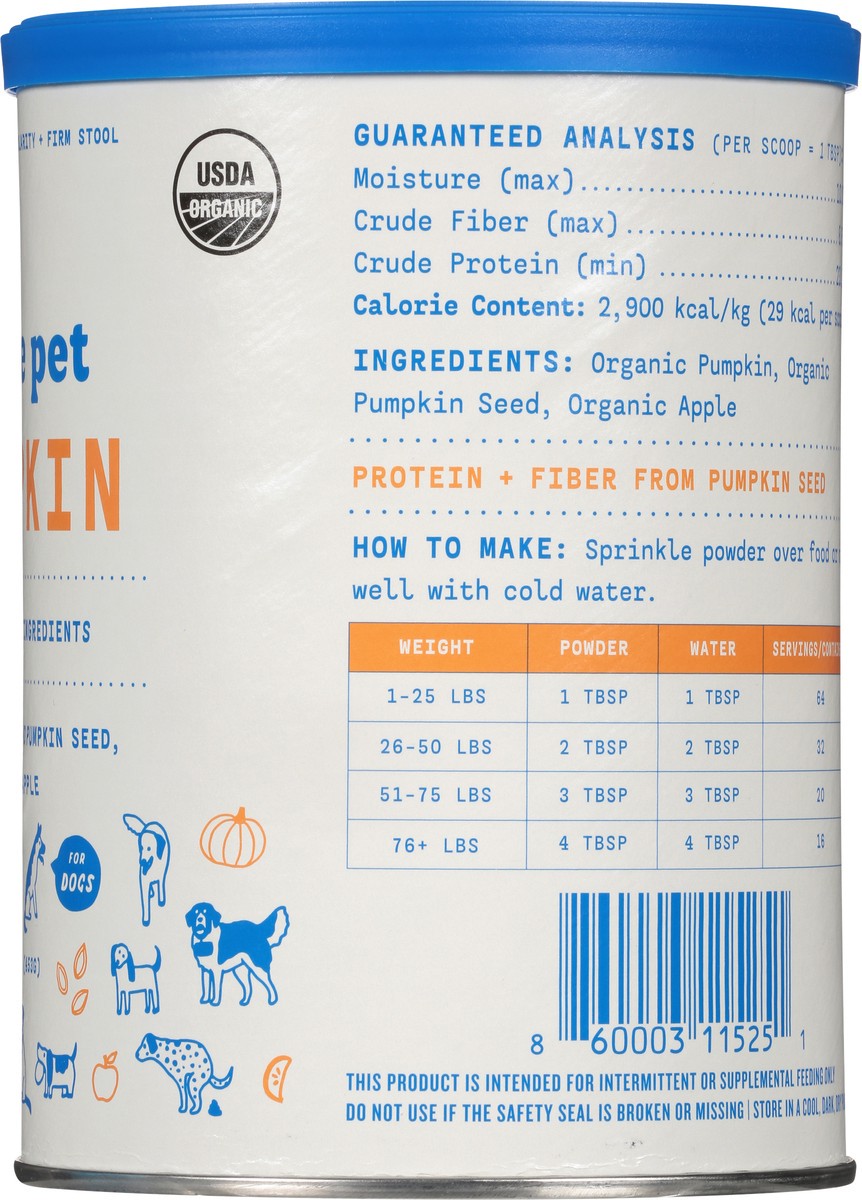 + FIRM STOOL
USDA
ORGANIC
pet
KIN
PUMPKIN SEED,
FOR
DOGS
GUARANTEED ANALYSIS (PER SCOOP = 1 TBSP
Moisture (max)
Crude Fiber (max)
Crude Protein (min)
Calorie Content: 2,900 kcal/kg (29 kcal per
INGREDIENTS: Organic Pumpkin, Organic
Pumpkin Seed, Organic Apple
PROTEIN + FIBER FROM PUMPKIN SEED
HOW TO MAKE: Sprinkle powder over food or
well with cold water.
WEIGHT POWDER WATER
1-25 LBS 1 TBSP 1 TBSP 64
26-50 LBS 2 TBSP 2 TBSP 32
51-75 LBS 3 TBSP 3 TBSP 20
76+ LBS 4 TBSP 4 TBSP 16
8 60003 11525 1
THIS PRODUCT IS INTENDED FOR INTERMITTENT OR SUPPLEMENTAL FEEDING ONLY
DO NOT USE IF THE SAFETY SEAL IS BROKEN OR MISSING | STORE IN A COOL, DARK,